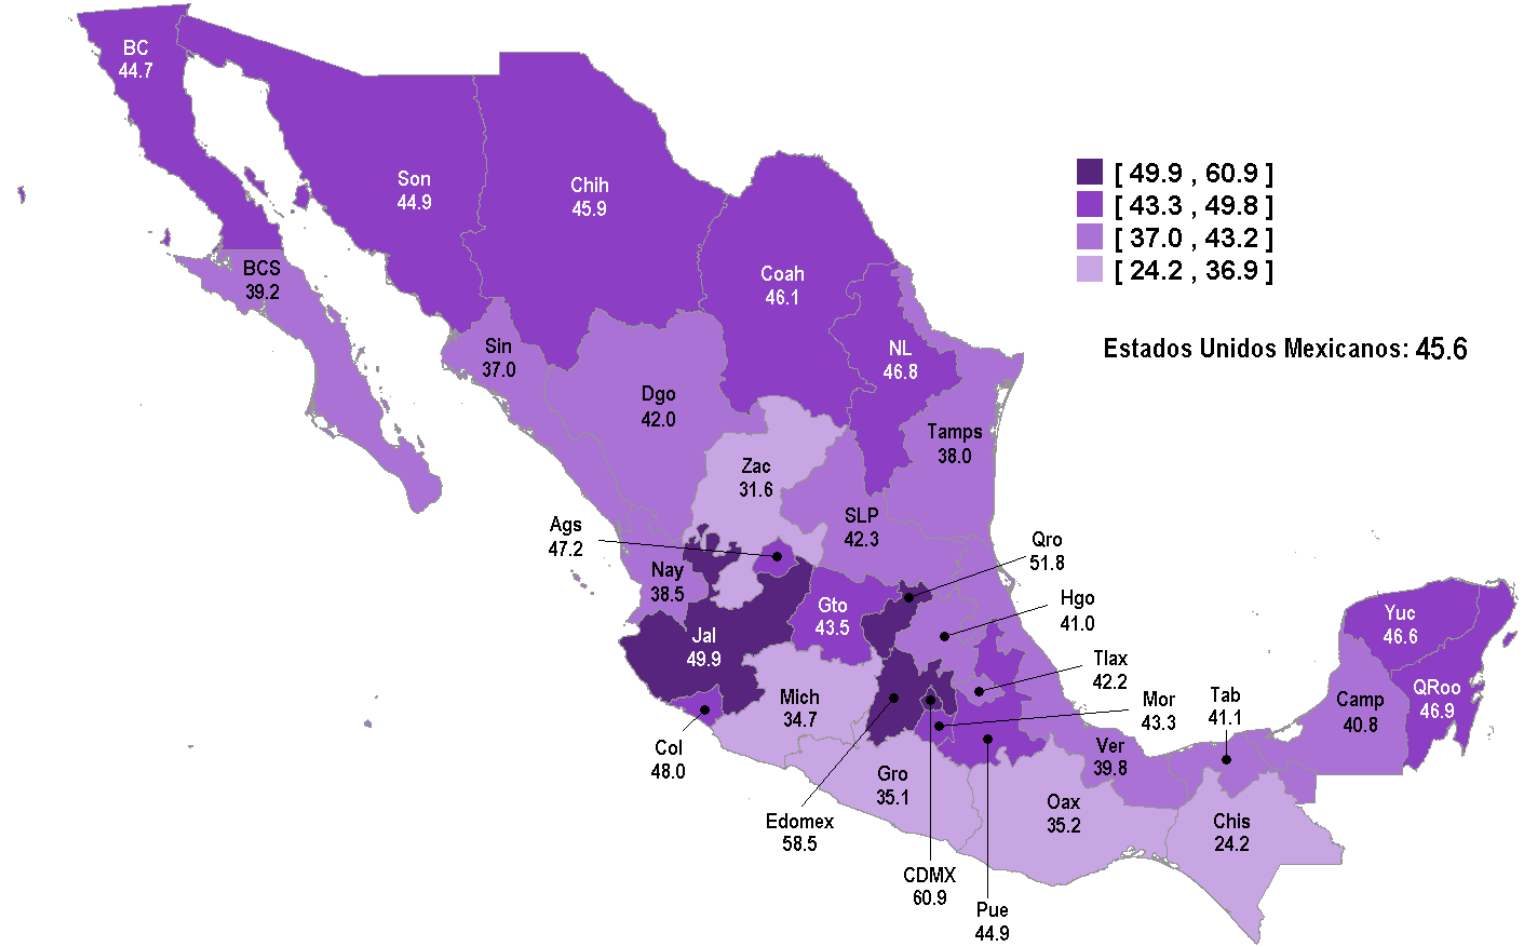 BC
44.7
Son
44.9
Chih
45.9
[ 49.9 , 60.9 ]
[ 43.3 , 49.8 ]
[ 37.0 , 43.2 ]
[ 24.2 , 36.9 ]
BCS
39.2
Coah
46.1
Estados Unidos Mexicanos: 45.6
Sin
37.0
NL
46.8
Dgo
42.0
Tamps
38.0
Zac
31.6
Ags
47.2
SLP
42.3
Qro
51.8
Nay
38.5
Gto
43.5
Hgo
41.0
Yuc
46.6
Jal
49.9
Tlax
42.2
Mich
34.7
Mor
43.3
Tab
41.1
Camp
40.8
QRoo
46.9
Col
48.0
Ver
39.8
Gro
35.1
Oax
35.2
Chis
24.2
Edomex
58.5
CDMX
60.9
Pue
44.9